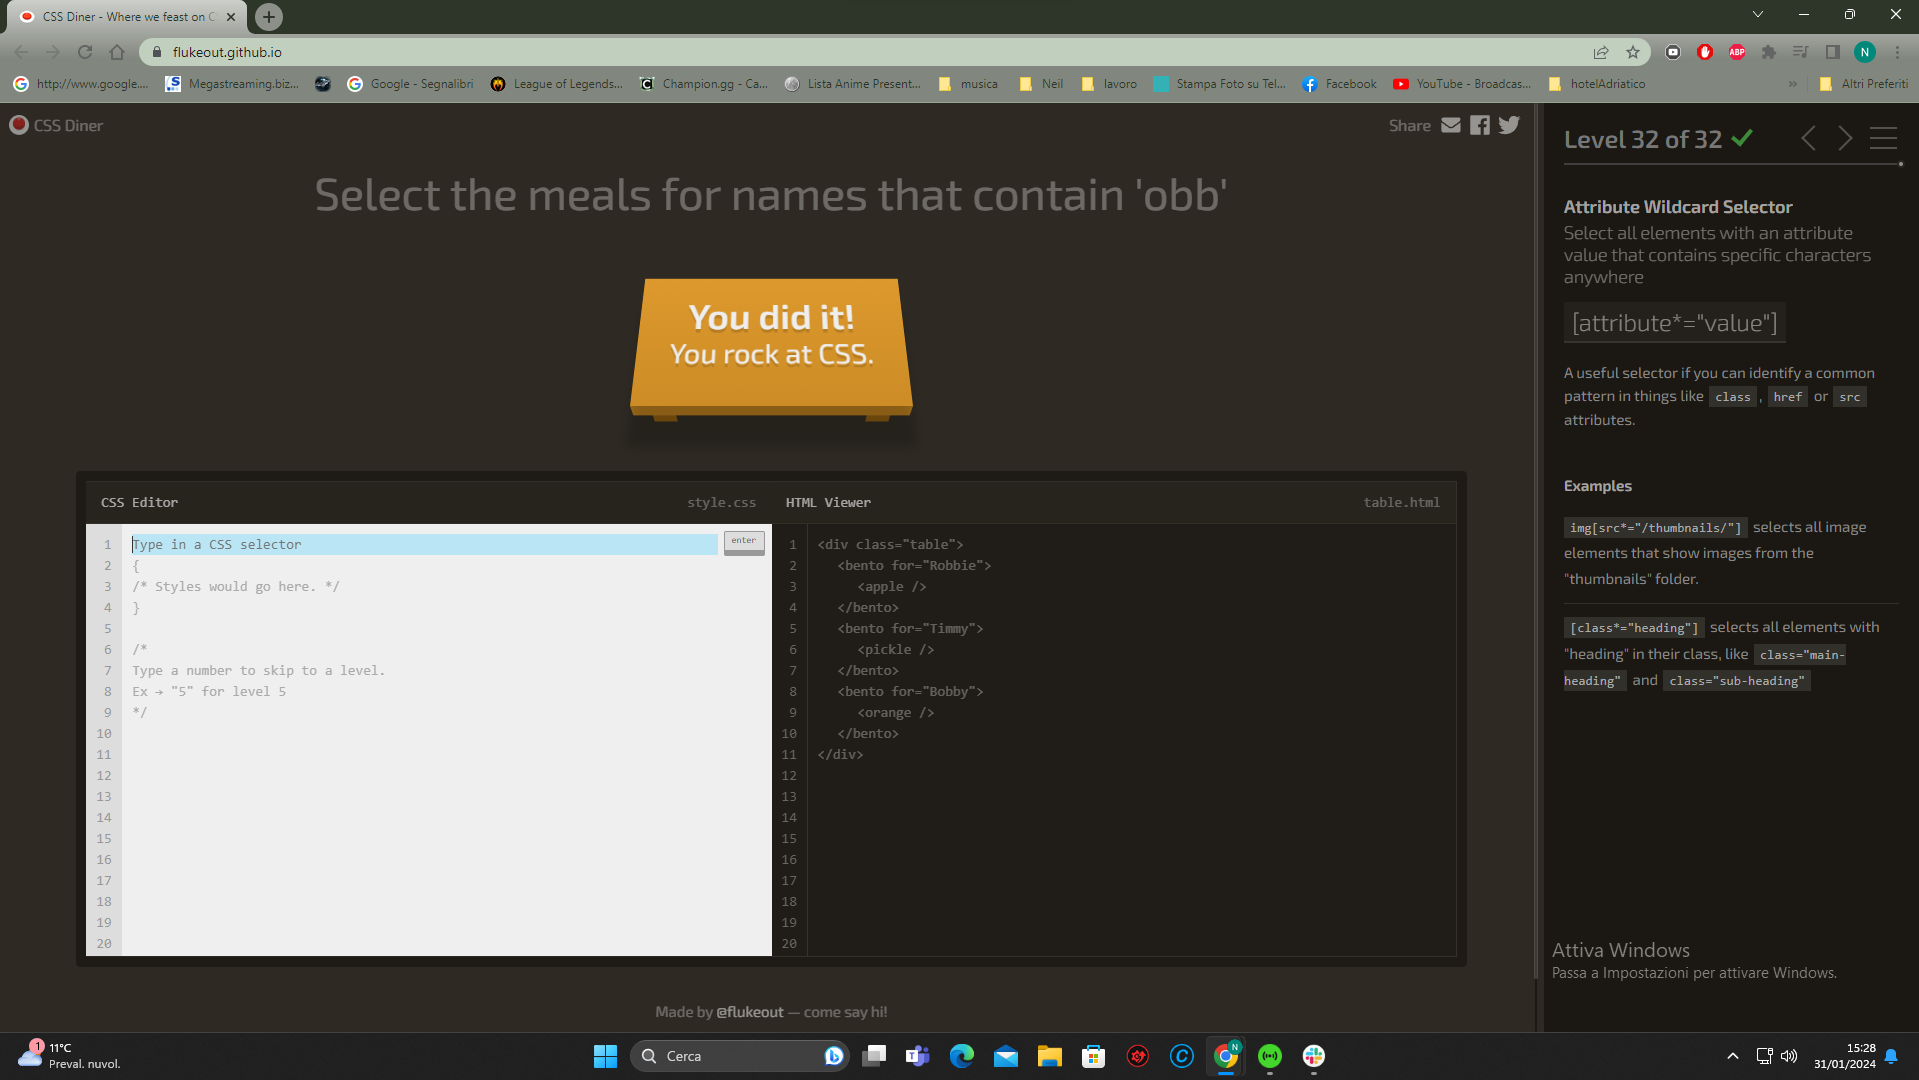 CSS Diner - Where we feast on C
flukeout.github.io
ABP
N
http://www.google....
Megastreaming.biz...
Google - Segnalibri
League of Legends...
Champion.gg - Ca...
Lista Anime Present...
musica
Neil
lavoro
Stampa Foto su Tel...
Facebook
YouTube - Broadcas...
hotelAdriatico
»
Altri Preferiti
CSS Diner
Share
Select the meals for names that contain 'obb'
You did it!
You rock at CSS.
CSS Editor
style.css
1 Type in a CSS selector
enter
2 {
3 /* Styles would go here. */
4 }
5
6 /*
7 Type a number to skip to a level.
8 Ex → "5" for level 5
9 */
10
11
12
13
14
15
16
17
18
19
20
HTML Viewer
table.html
1 <div class="table">
2 <bento for="Robbie">
3 <apple />
4 </bento>
5 <bento for="Timmy">
6 <pickle />
7 </bento>
8 <bento for="Bobby">
9 <orange />
10 </bento>
11 </div>
12
13
14
15
16
17
18
19
20
Made by @flukeout — come say hi!
Level 32 of 32
Attribute Wildcard Selector
Select all elements with an attribute
value that contains specific characters
anywhere
[attribute*="value"]
A useful selector if you can identify a common
pattern in things like class , href or src
attributes.
Examples
img[src*="/thumbnails/"] selects all image
elements that show images from the
"thumbnails" folder.
[class*="heading"] selects all elements with
"heading" in their class, like class="main-
heading" and class="sub-heading"
Attiva Windows
Passa a Impostazioni per attivare Windows.
1
11°C
Preval. nuvol.
Cerca
N
15:28
31/01/2024